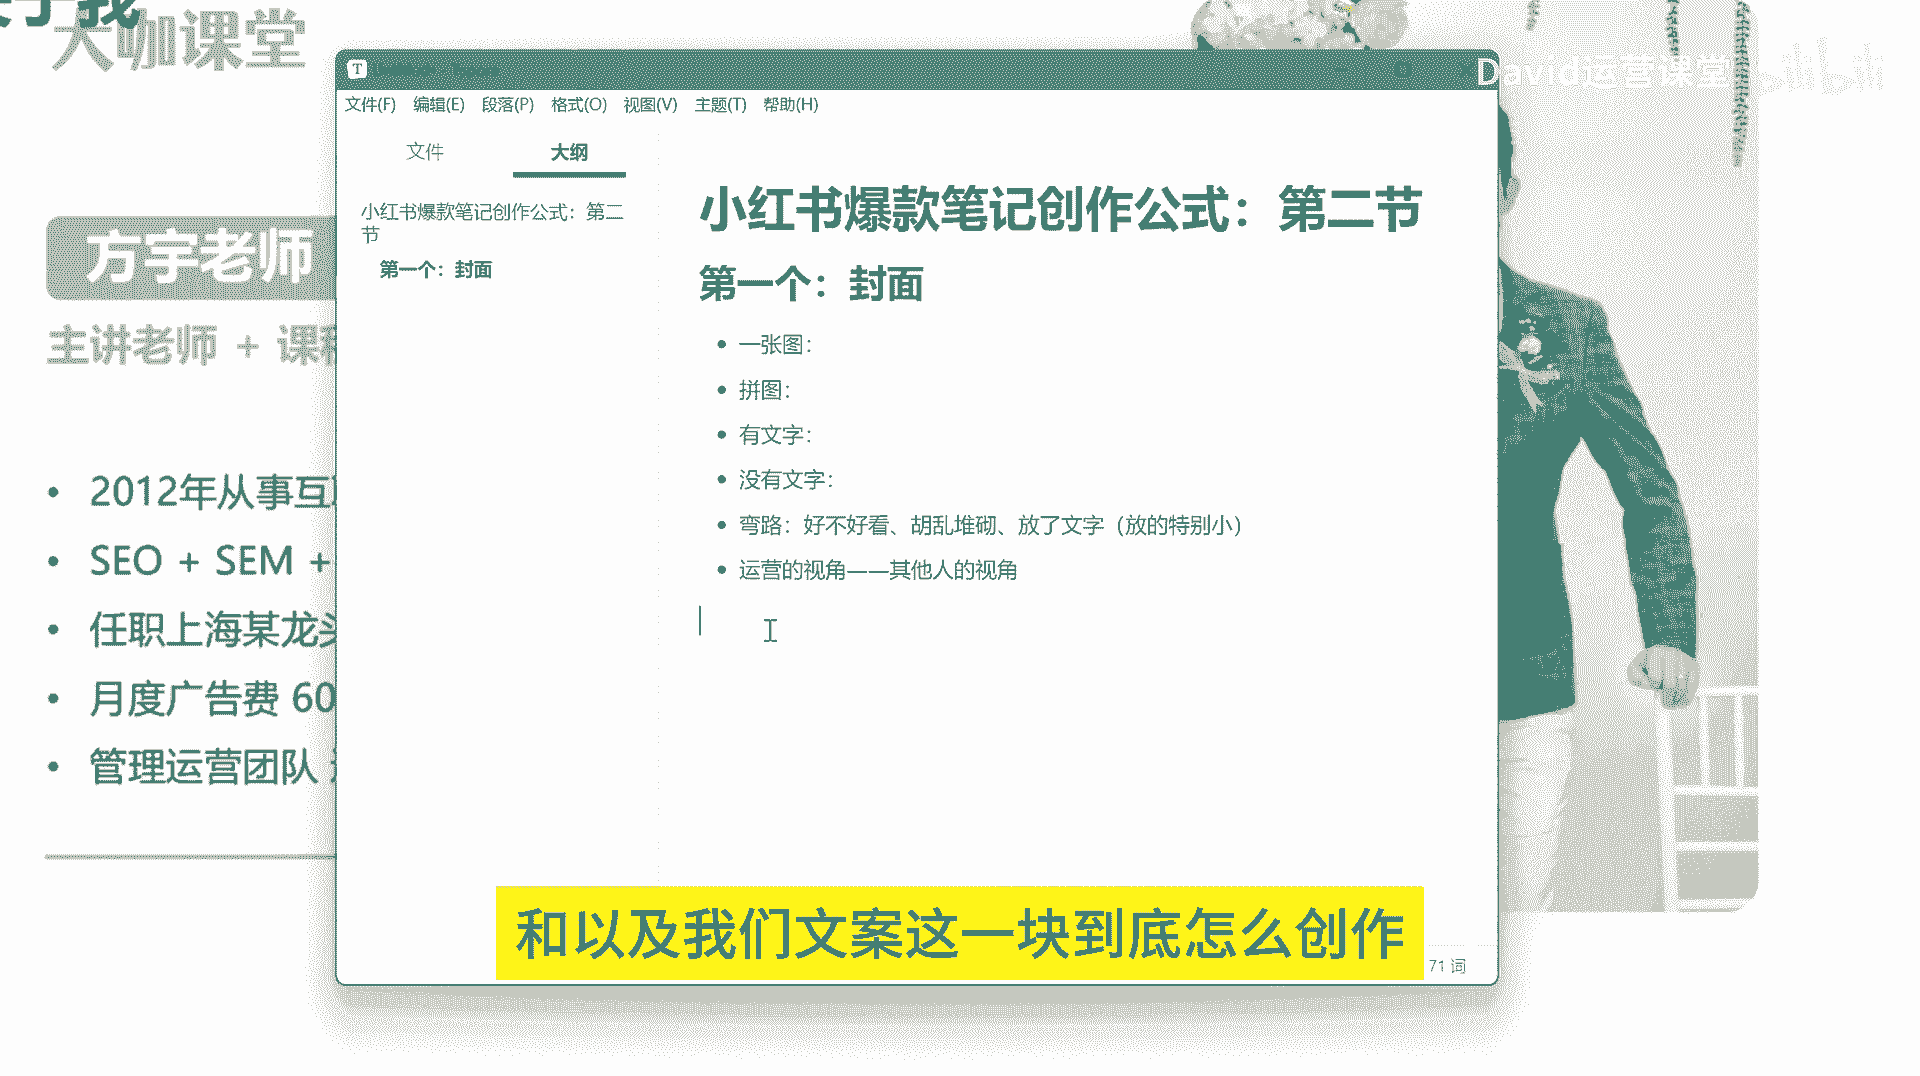 大咖课堂
方宇老师
主讲老师 + 课程
2012年从事互
SEO + SEM +
任职上海某龙头
月度广告费 60
管理运营团队
David运营课堂
bilibili
文件(F) 编辑(E) 段落(P) 格式(O) 视图(V) 主题(T) 帮助(H)
文件 大纲
小红书爆款笔记创作公式：第二
节
第一个：封面
小红书爆款笔记创作公式：第二节
第一个：封面
一张图：
拼图：
有文字：
没有文字：
弯路：好不好看、胡乱堆砌、放了文字（放的特别小）
运营的视角——其他人的视角
71 词
和以及我们文案这一块到底怎么创作